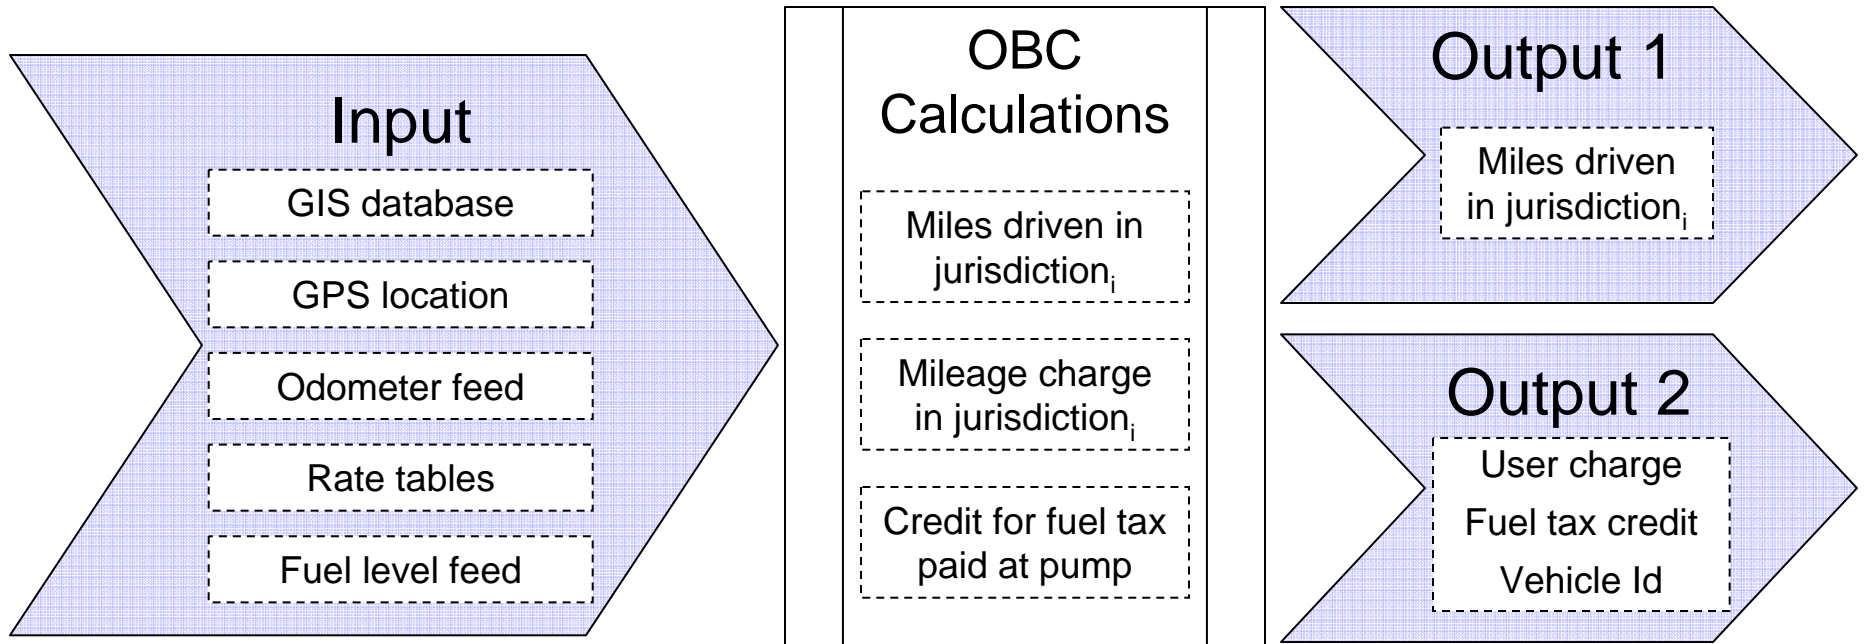 Input
GIS database
GPS location
Odometer feed
Rate tables
Fuel level feed
OBC
Calculations
Miles driven in
jurisdictionᵢ
Mileage charge
in jurisdictionᵢ
Credit for fuel tax
paid at pump
Output 1
Miles driven
in jurisdictionᵢ
Output 2
User charge
Fuel tax credit
Vehicle Id